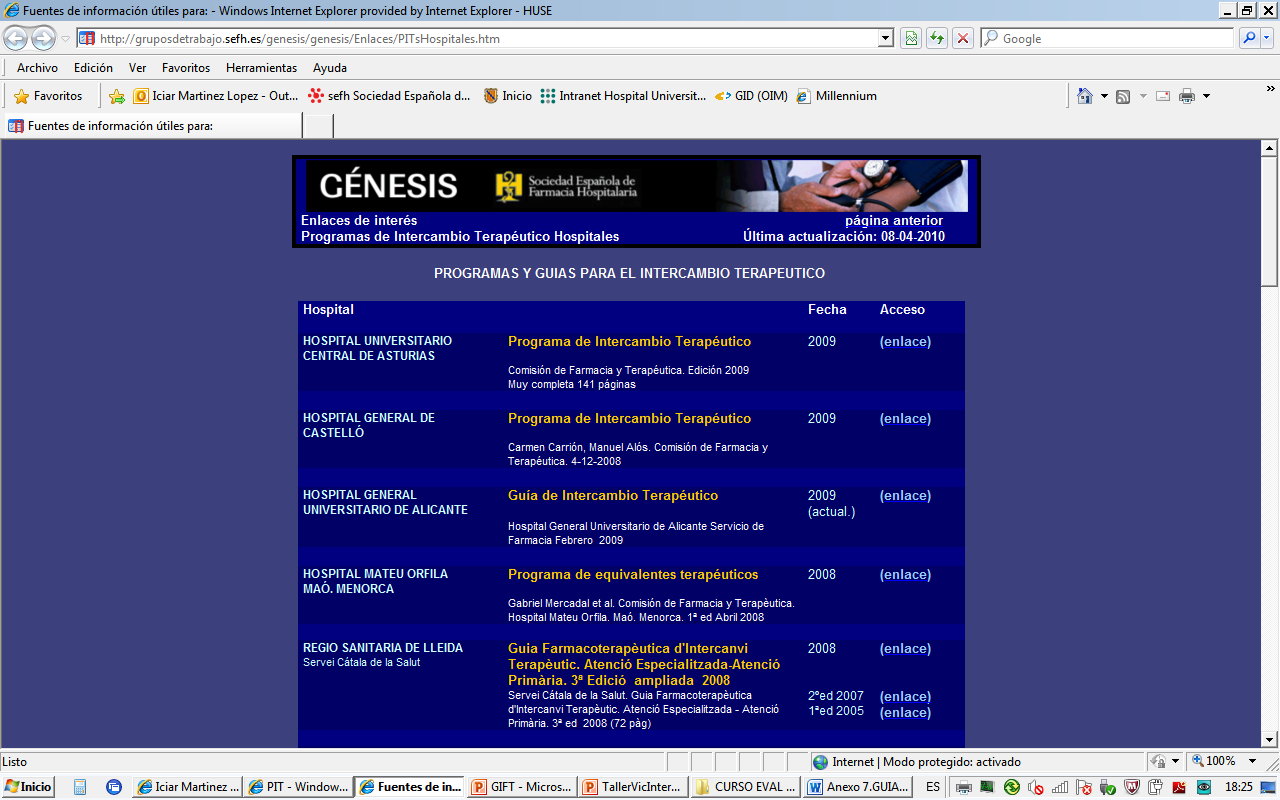 Fuentes de información útiles para: - Windows Internet Explorer provided by Internet Explorer - HUSE
http://gruposdetrabajo.sefh.es/genesis/genesis/Enlaces/PITsHospitales.htm
Google
Archivo Edición Ver Favoritos Herramientas Ayuda
Favoritos Iciar Martinez Lopez - Out... sefh Sociedad Española d... Inicio Intranet Hospital Universit... GID (OIM) Millennium
Fuentes de información útiles para:
GÉNESIS Sociedad Española de
Farmacia Hospitalaria
Enlaces de interés página anterior
Programas de Intercambio Terapéutico Hospitales Última actualización: 08-04-2010
PROGRAMAS Y GUIAS PARA EL INTERCAMBIO TERAPEUTICO
Hospital Fecha Acceso
HOSPITAL UNIVERSITARIO Programa de Intercambio Terapéutico 2009 (enlace)
CENTRAL DE ASTURIAS
Comisión de Farmacia y Terapéutica. Edición 2009
Muy completa 141 páginas
HOSPITAL GENERAL DE Programa de Intercambio Terapéutico 2009 (enlace)
CASTELLÓ
Carmen Carrión, Manuel Alós. Comisión de Farmacia y
Terapéutica. 4-12-2008
HOSPITAL GENERAL Guía de Intercambio Terapéutico 2009 (enlace)
UNIVERSITARIO DE ALICANTE (actual.)
Hospital General Universitario de Alicante Servicio de
Farmacia Febrero 2009
HOSPITAL MATEU ORFILA Programa de equivalentes terapéuticos 2008 (enlace)
MAÓ. MENORCA
Gabriel Mercadal et al. Comisión de Farmacia y Terapèutica.
Hospital Mateu Orfila. Maó. Menorca. 1ª ed Abril 2008
REGIO SANITARIA DE LLEIDA Guia Farmacoterapèutica d'Intercanvi 2008 (enlace)
Servei Cátala de la Salut Terapèutic. Atenció Especialitzada-Atenció
Primària. 3ª Edició ampliada 2008
Servei Cátala de la Salut. Guia Farmacoterapèutica 2ºed 2007 (enlace)
d'Intercanvi Terapèutic. Atenció Especialitzada - Atenció 1ªed 2005 (enlace)
Primària. 3ª ed 2008 (72 pàg)
Listo Internet | Modo protegido: activado 100%
Inicio Iciar Martinez ... PIT - Window... Fuentes de in... GIFT - Micros... TallerVicInter... CURSO EVAL ... Anexo 7.GUIA... ES 18:25